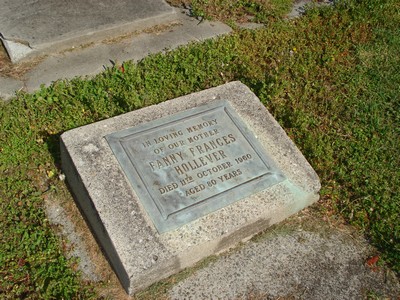 IN LOVING MEMORY
OF OUR MOTHER
FANNY FRANCES
HOLLEVER
DIED 11TH OCTOBER 1960
AGED 80 YEARS